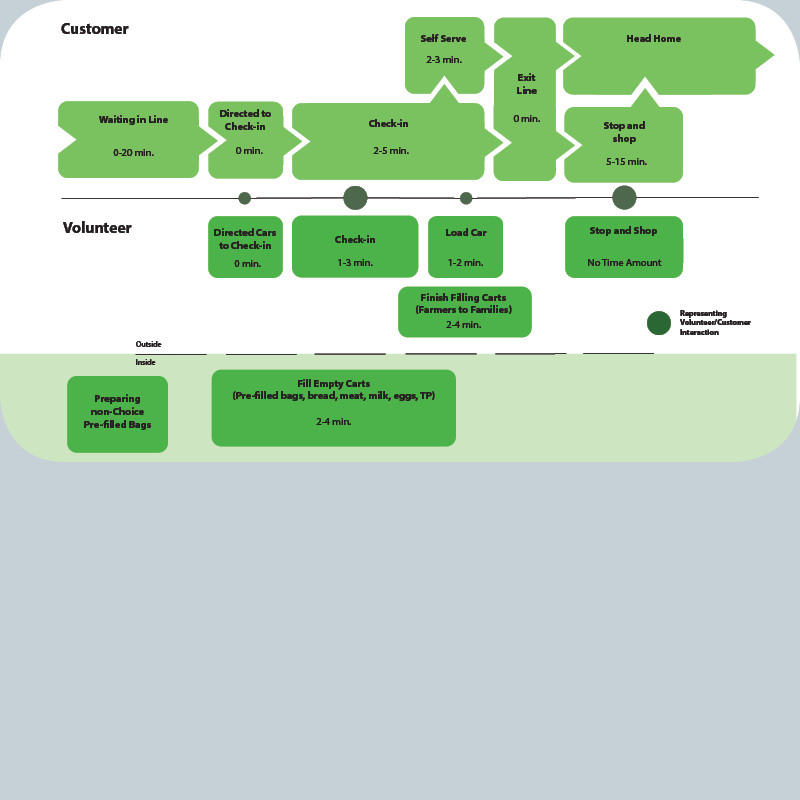 Customer
Self Serve
2-3 min.
Exit
Line
0 min.
Head Home
Waiting in Line
0-20 min.
Directed to
Check-in
0 min.
Check-in
2-5 min.
Stop and
shop
5-15 min.
Volunteer
Directed Cars
to Check-in
0 min.
Check-in
1-3 min.
Load Car
1-2 min.
Stop and Shop
No Time Amount
Finish Filling Carts
(Farmers to Families)
2-4 min.
Representing
Volunteer/Customer
Interaction
Outside
Inside
Preparing
non-Choice
Pre-filled Bags
Fill Empty Carts
(Pre-filled bags, bread, meat, milk, eggs, TP)
2-4 min.